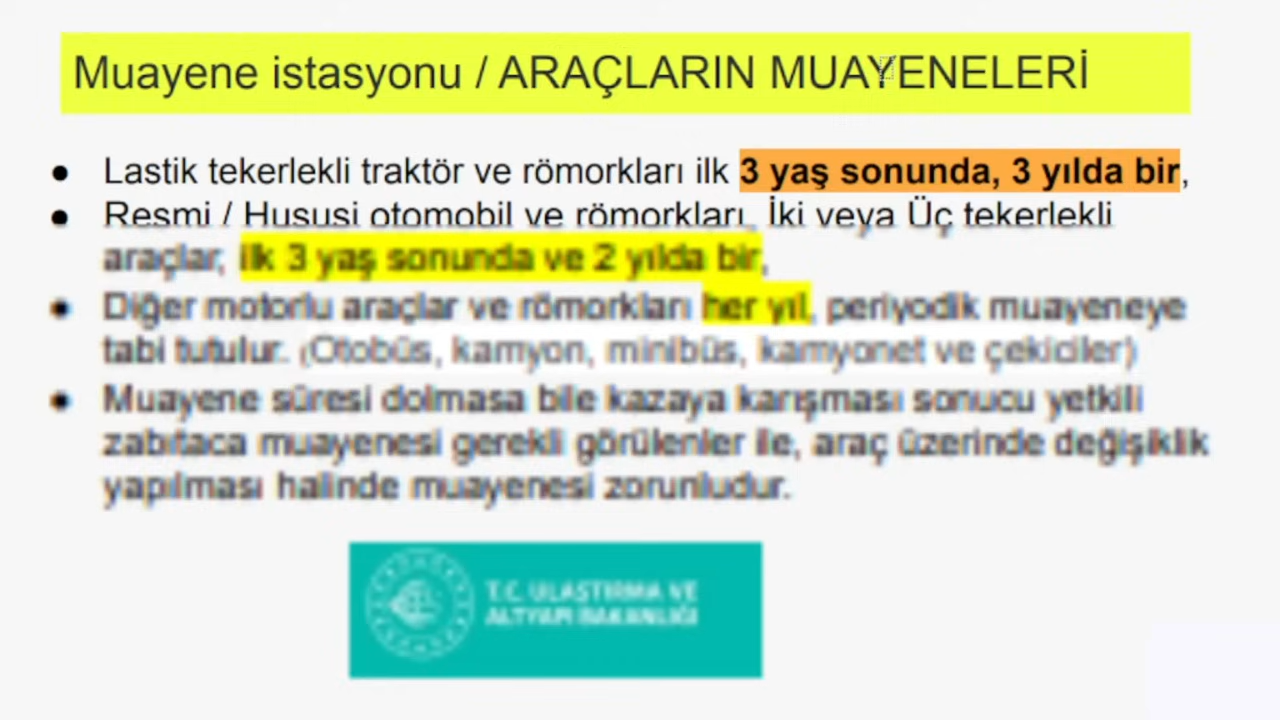 Muayene istasyonu / ARAÇLARIN MUAYENELERİ
● Lastik tekerlekli traktör ve römorkları ilk 3 yaş sonunda, 3 yılda bir,
● Resmi / Hususi otomobil ve römorkları, İki veya Üç tekerlekli
araçlar, ilk 3 yaş sonunda ve 2 yılda bir,
● Diğer motorlu araçlar ve römorkları her yıl, periyodik muayeneye
tabi tutulur. (Otobüs, kamyon, minibüs, kamyonet ve çekiciler)
● Muayene süresi dolmasa bile kazaya karışması sonucu yetkili
zabıtaca muayenesi gerekli görülenler ile, araç üzerinde değişiklik
yapılması halinde muayenesi zorunludur.
T.C. ULAŞTIRMA VE
ALTYAPI BAKANLIĞI